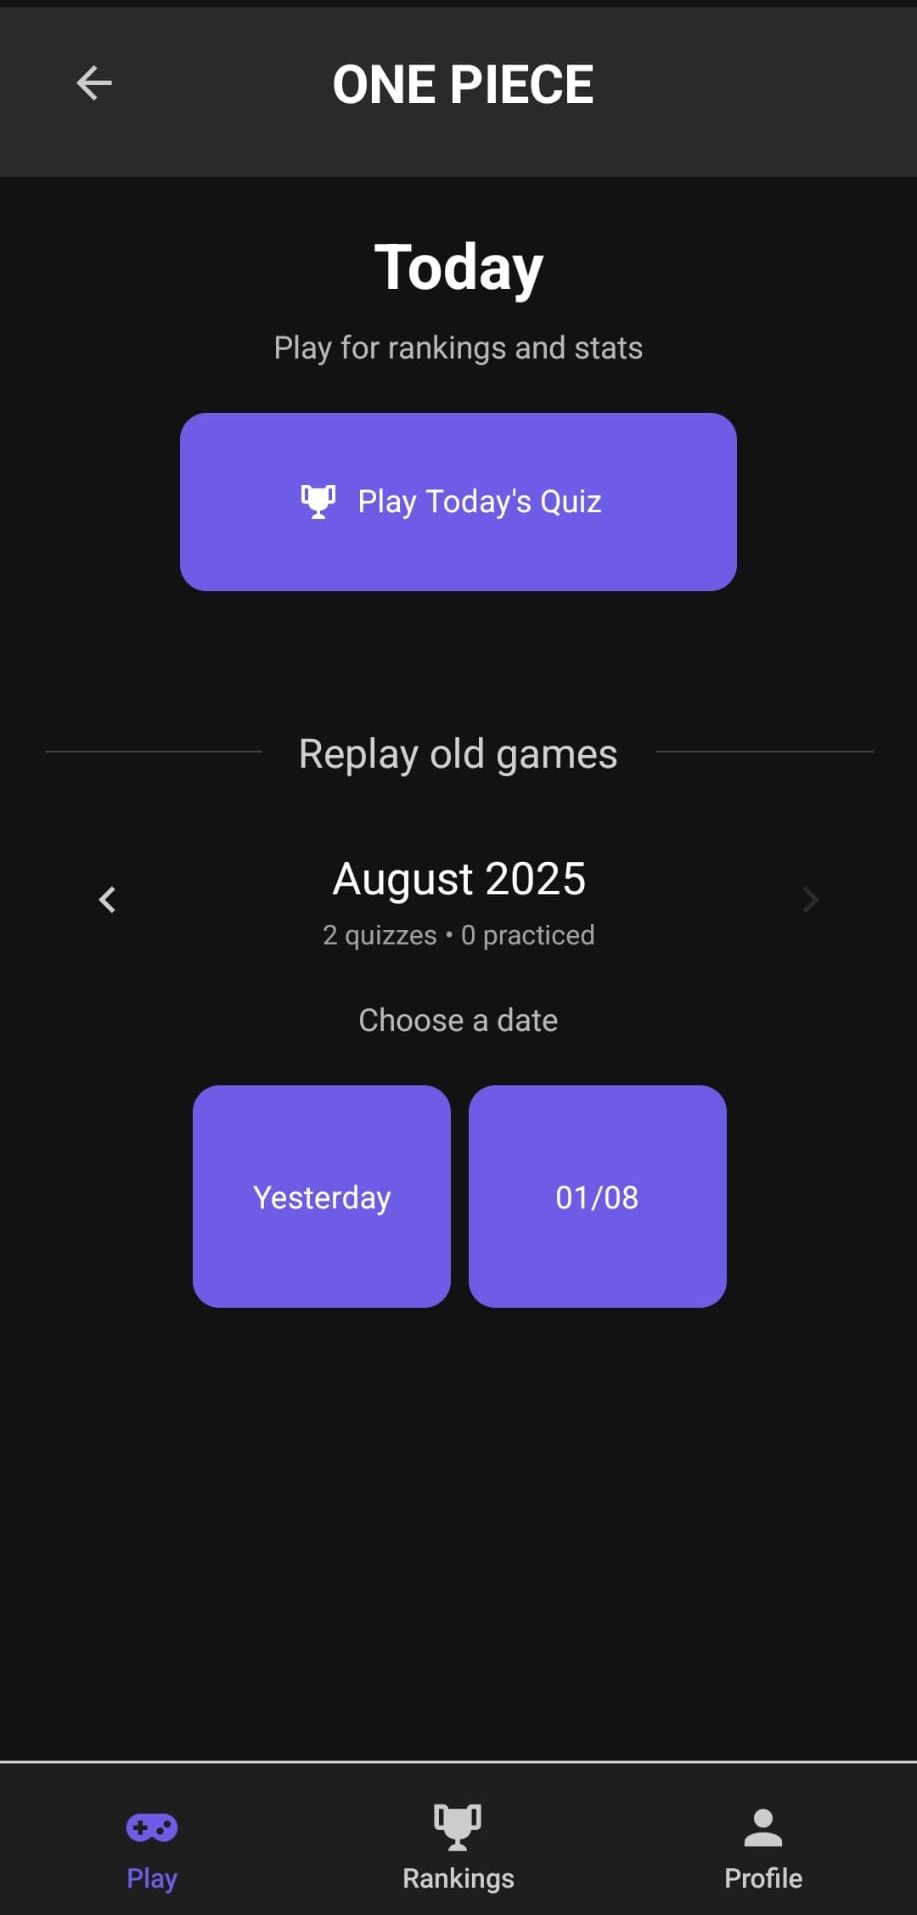 ONE PIECE
Today
Play for rankings and stats
Play Today's Quiz
Replay old games
August 2025
2 quizzes • 0 practiced
Choose a date
Yesterday
01/08
Play
Rankings
Profile